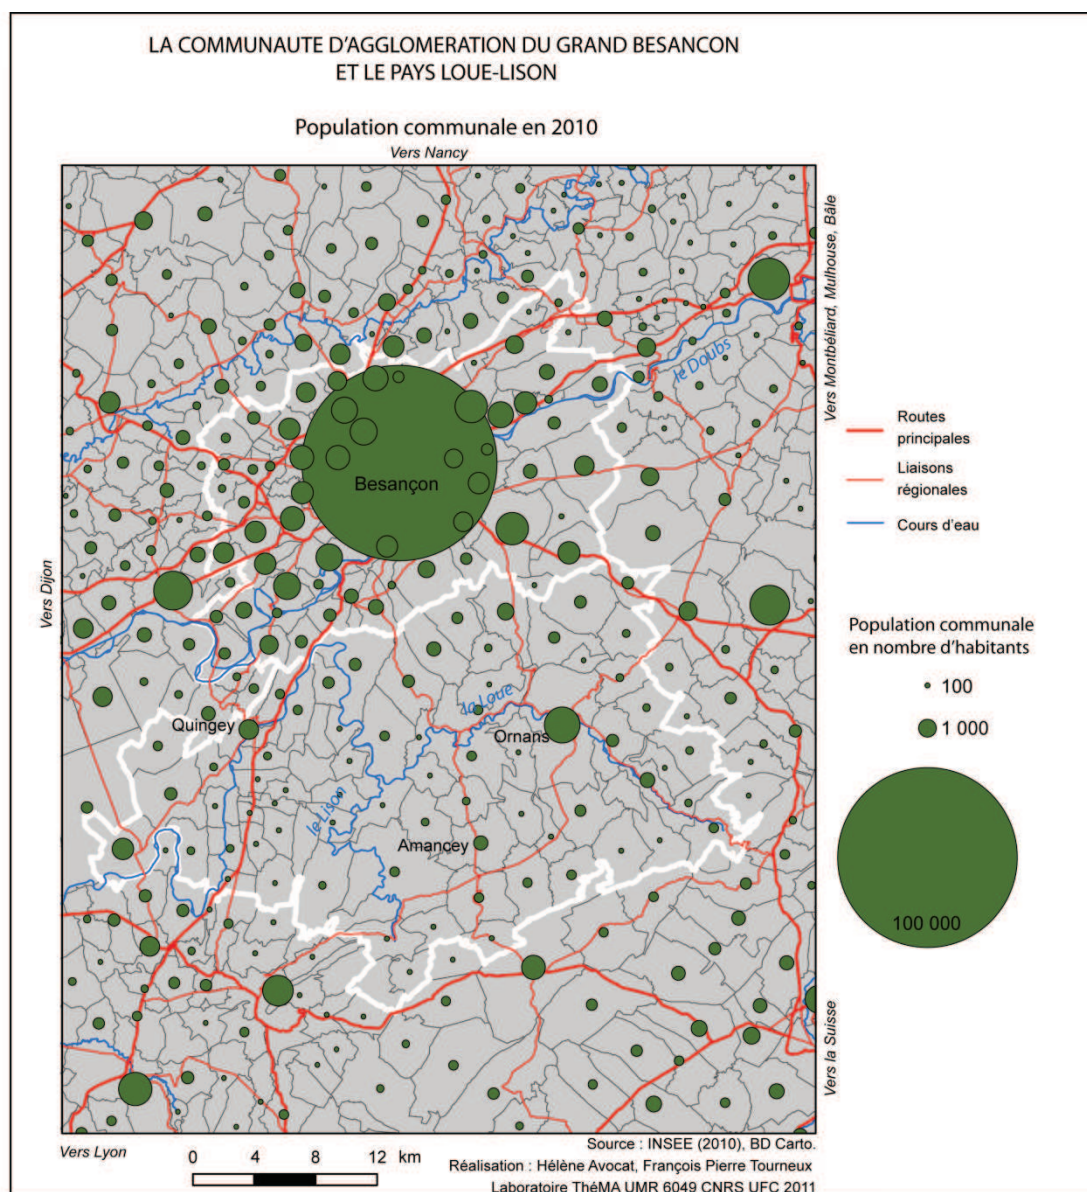 LA COMMUNAUTE D'AGGLOMERATION DU GRAND BESANCON
ET LE PAYS LOUE-LISON
Population communale en 2010
Vers Nancy
Vers Montbéliard, Mulhouse, Bâle
le Doubs
Routes
principales
Liaisons
régionales
Cours d'eau
Besançon
Vers Dijon
Population communale
en nombre d'habitants
100
1 000
100 000
la Loue
Quingey
Ornans
le Lison
Amancey
Vers la Suisse
Vers Lyon
0 4 8 12 km
Source : INSEE (2010), BD Carto.
Réalisation : Hélène Avocat, François Pierre Tourneux
Laboratoire ThéMA UMR 6049 CNRS UFC 2011